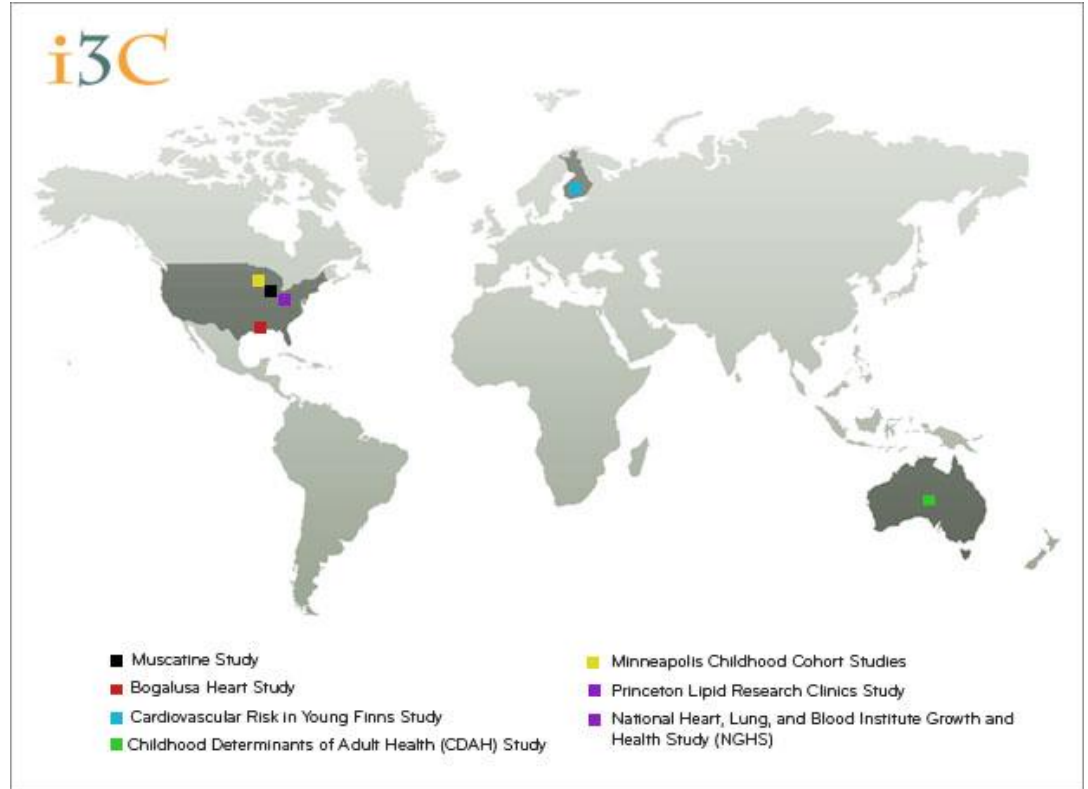 i3C
Muscatine Study
Bogalusa Heart Study
Cardiovascular Risk in Young Finns Study
Childhood Determinants of Adult Health (CDAH) Study
Minneapolis Childhood Cohort Studies
Princeton Lipid Research Clinics Study
National Heart, Lung, and Blood Institute Growth and
Health Study (NGHS)